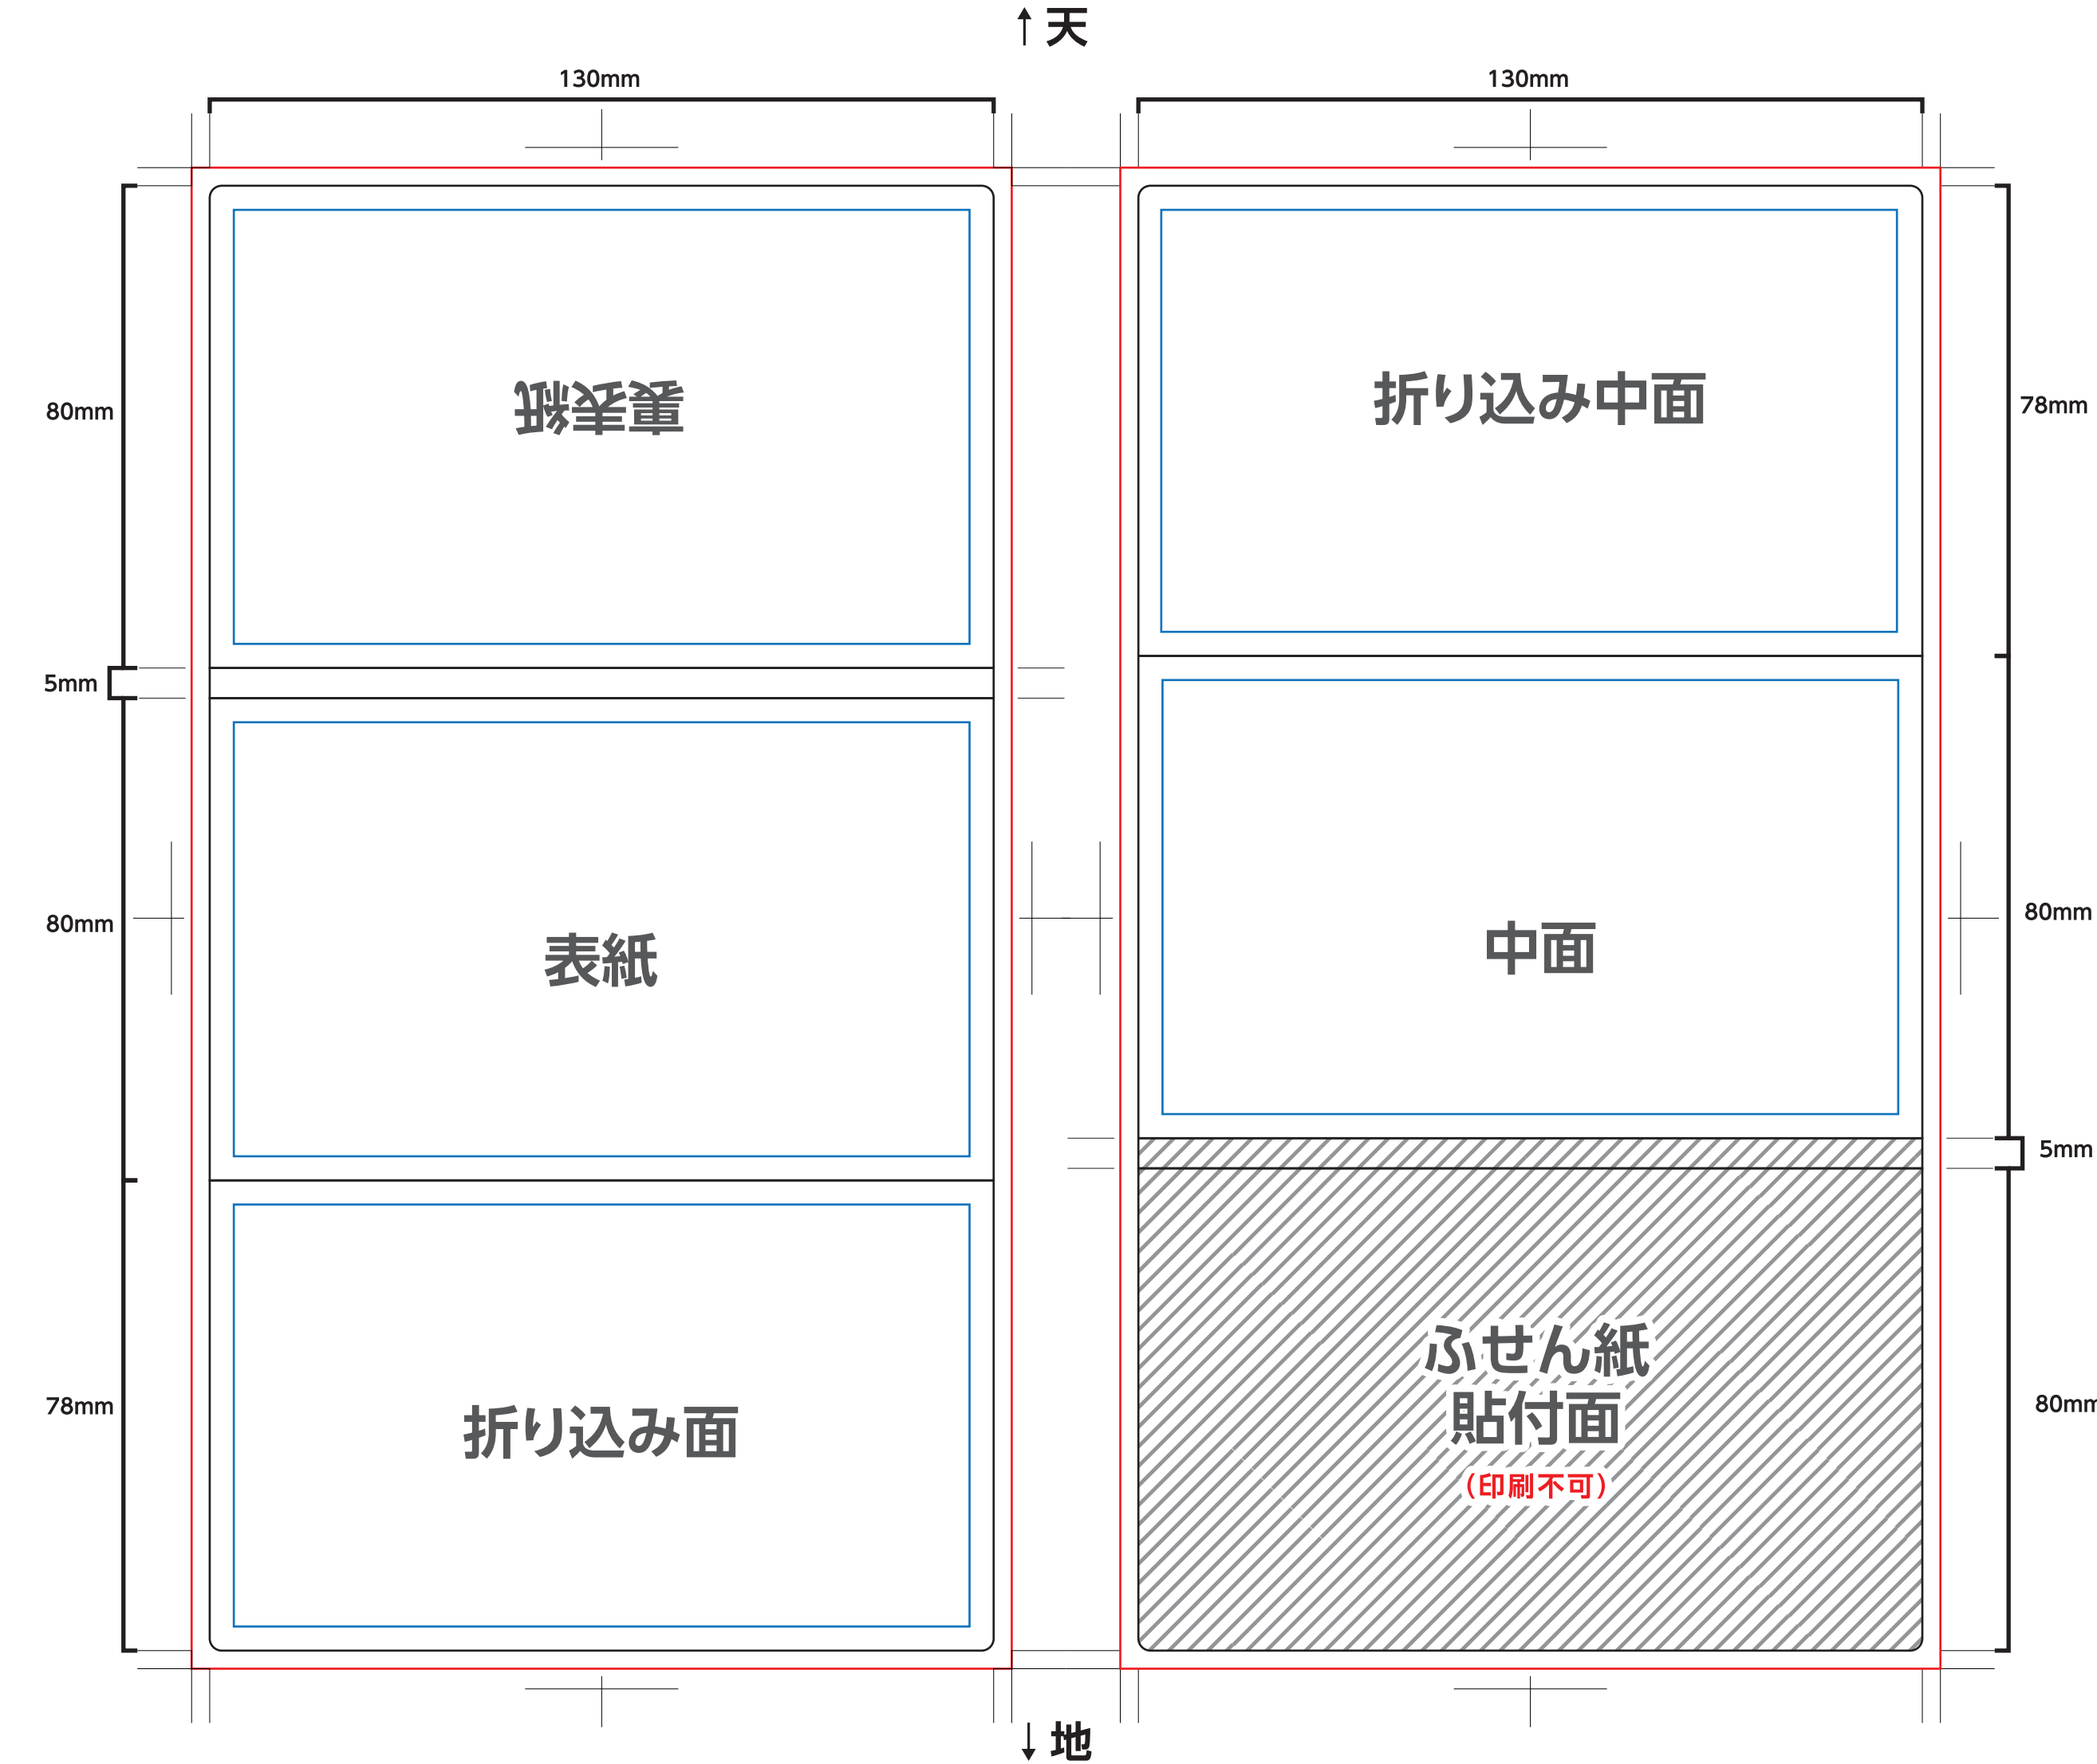 ↑天
130mm
130mm
80mm
裏表紙
折り込み中面
78mm
5mm
80mm
表紙
中面
80mm
5mm
78mm
折り込み面
ふせん紙
貼付面
(印刷不可)
80mm
↓地